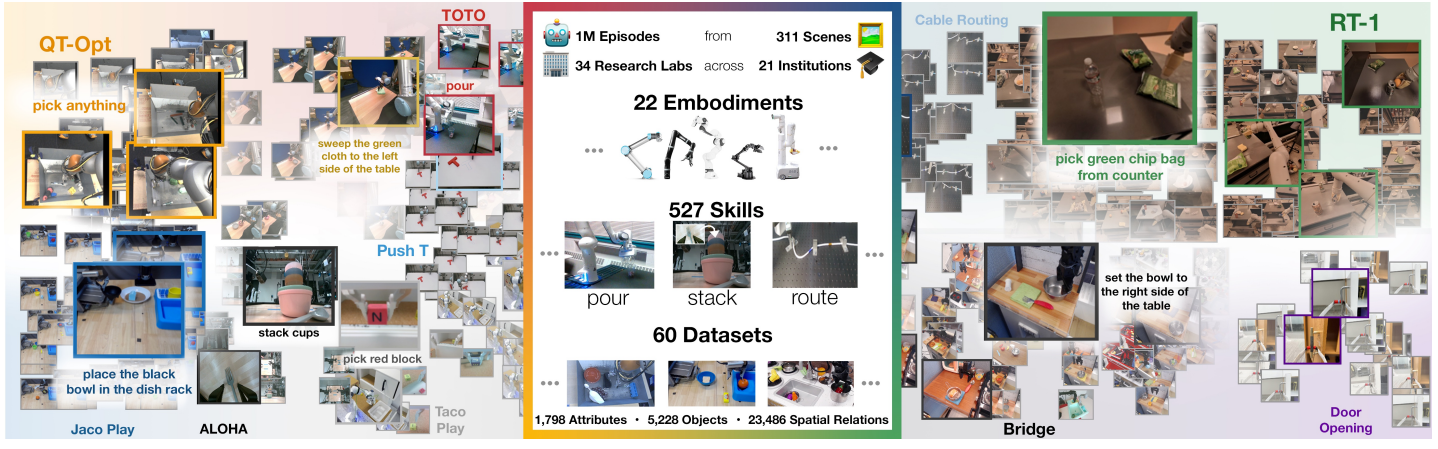 QT-Opt
pick anything
TOTO
pour
sweep the green
cloth to the left
side of the table
Push T
stack cups
N
pick red block
place the black
bowl in the dish rack
Jaco Play
ALOHA
Taco
Play
1M Episodes from 311 Scenes
34 Research Labs across 21 Institutions
22 Embodiments
527 Skills
pour stack route
60 Datasets
1,798 Attributes • 5,228 Objects • 23,486 Spatial Relations
Cable Routing
RT-1
pick green chip bag
from counter
set the bowl to
the right side of
the table
Bridge
Door
Opening